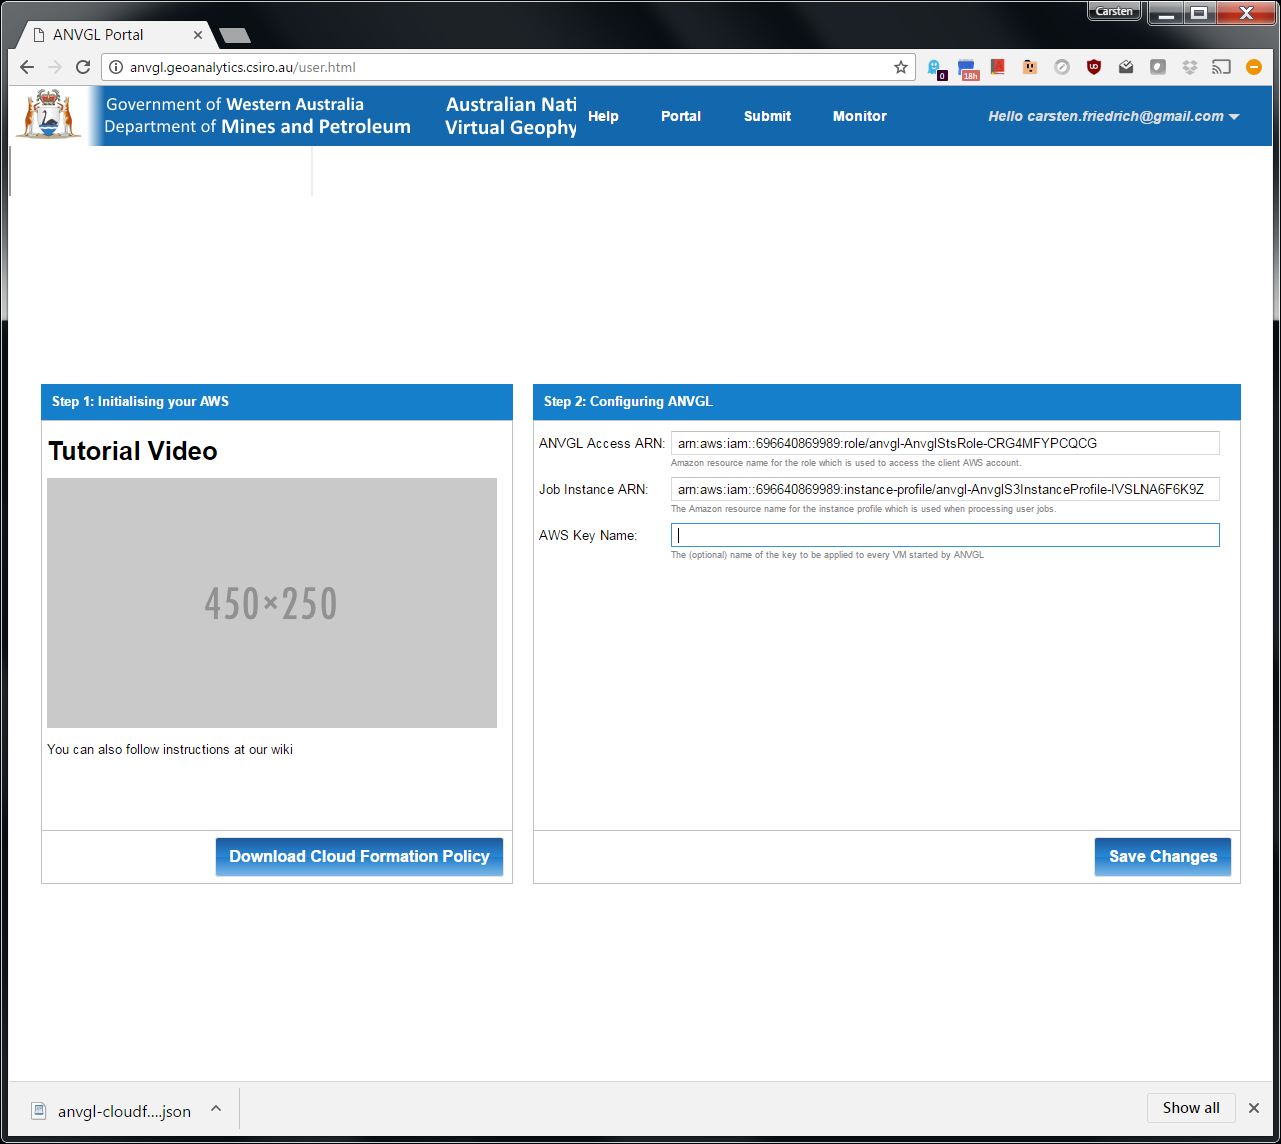 Carsten
ANVGL Portal
anvgl.geoanalytics.csiro.au/user.html
0
18h
Government of Western Australia
Department of Mines and Petroleum
Australian Nati
Virtual Geophy
Help
Portal
Submit
Monitor
Hello carsten.friedrich@gmail.com
Step 1: Initialising your AWS
Tutorial Video
450×250
You can also follow instructions at our wiki
Download Cloud Formation Policy
Step 2: Configuring ANVGL
ANVGL Access ARN: arn:aws:iam::696640869989:role/anvgl-AnvglStsRole-CRG4MFYPCQCG
Amazon resource name for the role which is used to access the client AWS account.
Job Instance ARN: arn:aws:iam::696640869989:instance-profile/anvgl-AnvglS3InstanceProfile-IVSLNA6F6K9Z
The Amazon resource name for the instance profile which is used when processing user jobs.
AWS Key Name:
The (optional) name of the key to be applied to every VM started by ANVGL
Save Changes
anvgl-cloudf....json
Show all